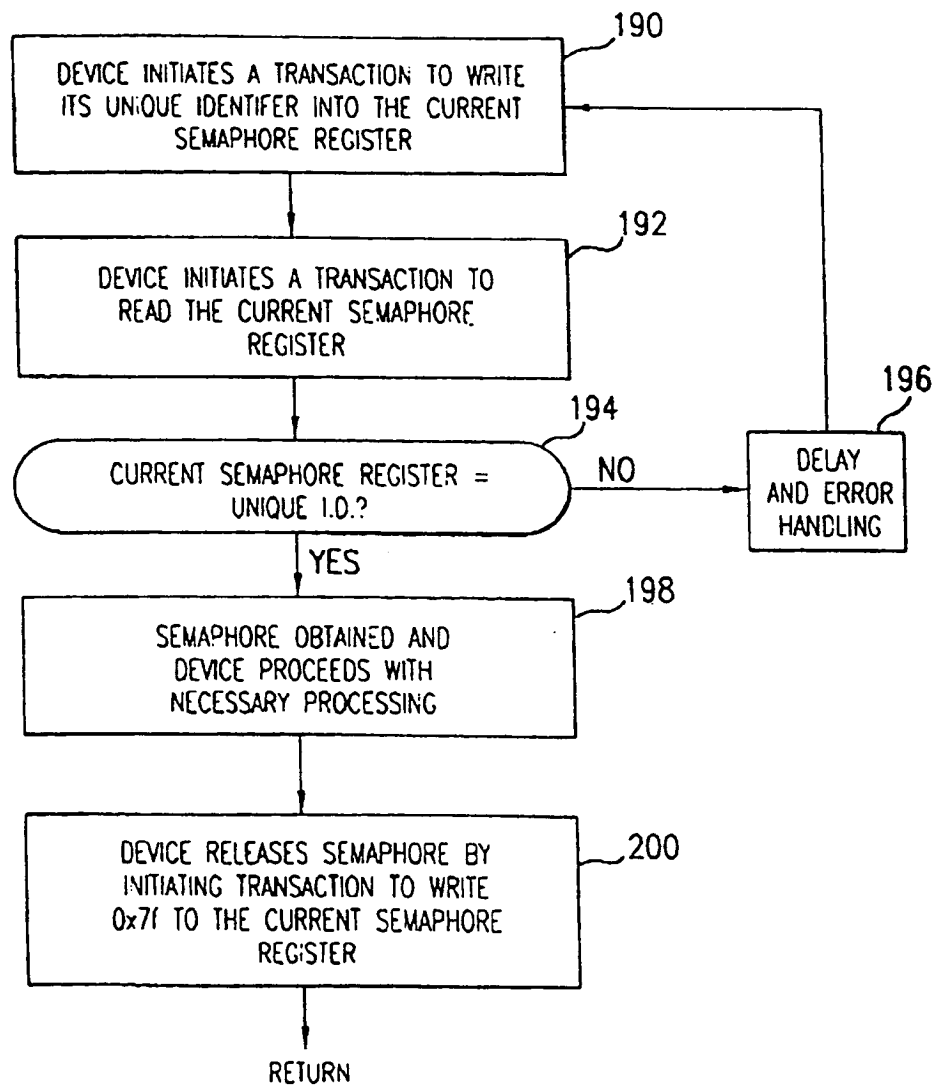 190
DEVICE INITIATES A TRANSACTION TO WRITE
ITS UNIQUE IDENTIFER INTO THE CURRENT
SEMAPHORE REGISTER
192
DEVICE INITIATES A TRANSACTION TO
READ THE CURRENT SEMAPHORE
REGISTER
194
CURRENT SEMAPHORE REGISTER =
UNIQUE I.D.?
NO
196
DELAY
AND ERROR
HANDLING
YES
198
SEMAPHORE OBTAINED AND
DEVICE PROCEEDS WITH
NECESSARY PROCESSING
200
DEVICE RELEASES SEMAPHORE BY
INITIATING TRANSACTION TO WRITE
0x7f TO THE CURRENT SEMAPHORE
REGISTER
RETURN